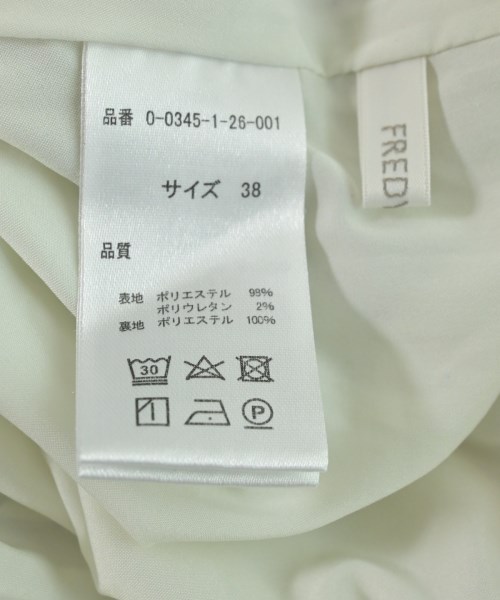 品番 0-0345-1-26-001
サイズ 38
品質
表地 ポリエステル 98%
ポリウレタン 2%
裏地 ポリエステル 100%
30
P
FREDY